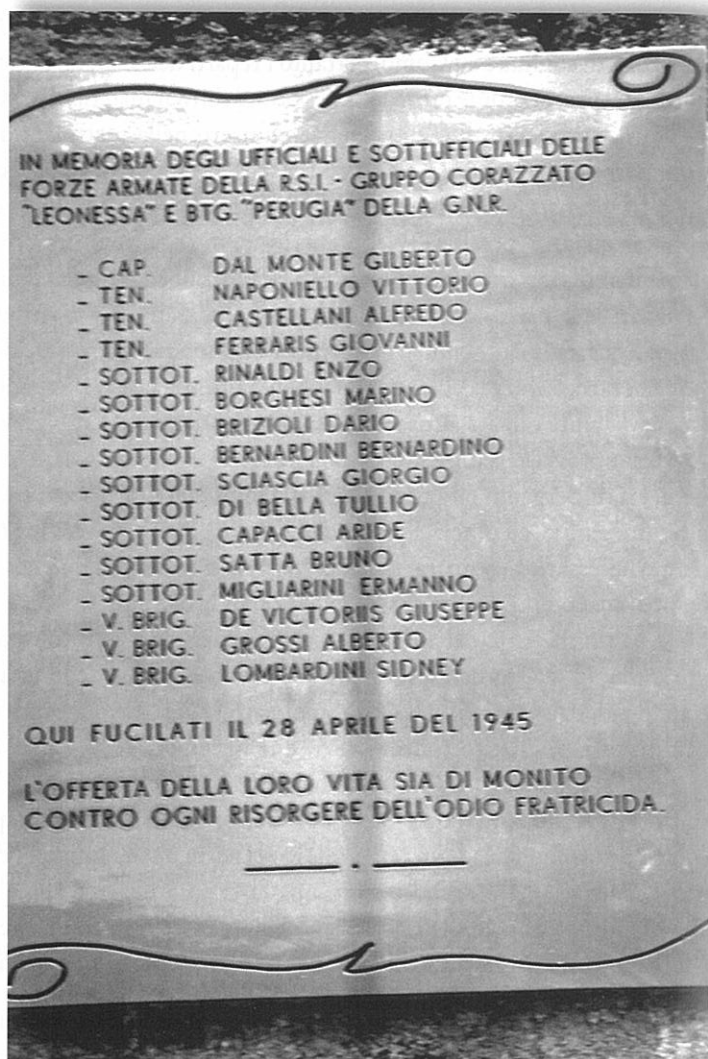 IN MEMORIA DEGLI UFFICIALI E SOTTUFFICIALI DELLE
FORZE ARMATE DELLA R.S.I. - GRUPPO CORAZZATO
"LEONESSA" E BTG. "PERUGIA" DELLA G.N.R.
- CAP. DAL MONTE GILBERTO
- TEN. NAPONIELLO VITTORIO
- TEN. CASTELLANI ALFREDO
- TEN. FERRARIS GIOVANNI
- SOTTOT. RINALDI ENZO
- SOTTOT. BORGHESI MARINO
- SOTTOT. BRIZIOLI DARIO
- SOTTOT. BERNARDINI BERNARDINO
- SOTTOT. SCIASCIA GIORGIO
- SOTTOT. DI BELLA TULLIO
- SOTTOT. CAPACCI ARIDE
- SOTTOT. SATTA BRUNO
- SOTTOT. MIGLIARINI ERMANNO
- V. BRIG. DE VICTORIIS GIUSEPPE
- V. BRIG. GROSSI ALBERTO
- V. BRIG. LOMBARDINI SIDNEY
QUI FUCILATI IL 28 APRILE DEL 1945
L'OFFERTA DELLA LORO VITA SIA DI MONITO
CONTRO OGNI RISORGERE DELL'ODIO FRATRICIDA.